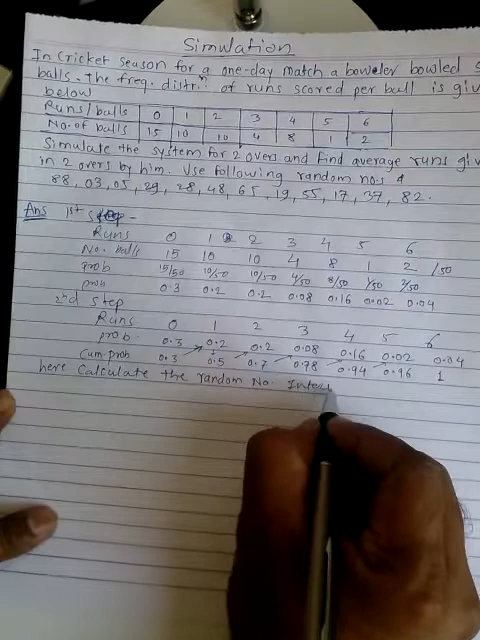 Simulation
In Cricket season for a one-day match a bowler bowled 5
balls. The freq. distriⁿ of runs scored per ball is giv
below
Runs/balls 0 1 2 3 4 5 6
No. of balls 15 10 10 4 8 1 2
Simulate the system for 2 overs and find average runs giv
in 2 overs by him. Use following random nos
88, 03, 05, 29, 28, 48, 65, 19, 55, 17, 37, 82.
Ans 1st step -
Runs 0 1 2 3 4 5 6
No. balls 15 10 10 4 8 1 2 /50
prob 15/50 10/50 10/50 4/50 8/50 1/50 2/50
prob 0.3 0.2 0.2 0.08 0.16 0.02 0.04
2nd step
Runs 0 1 2 3 4 5 6
prob. 0.3 0.2 0.2 0.08 0.16 0.02 0.04
Cum prob 0.3 0.5 0.7 0.78 0.94 0.96 1
here Calculate the random No. Inter